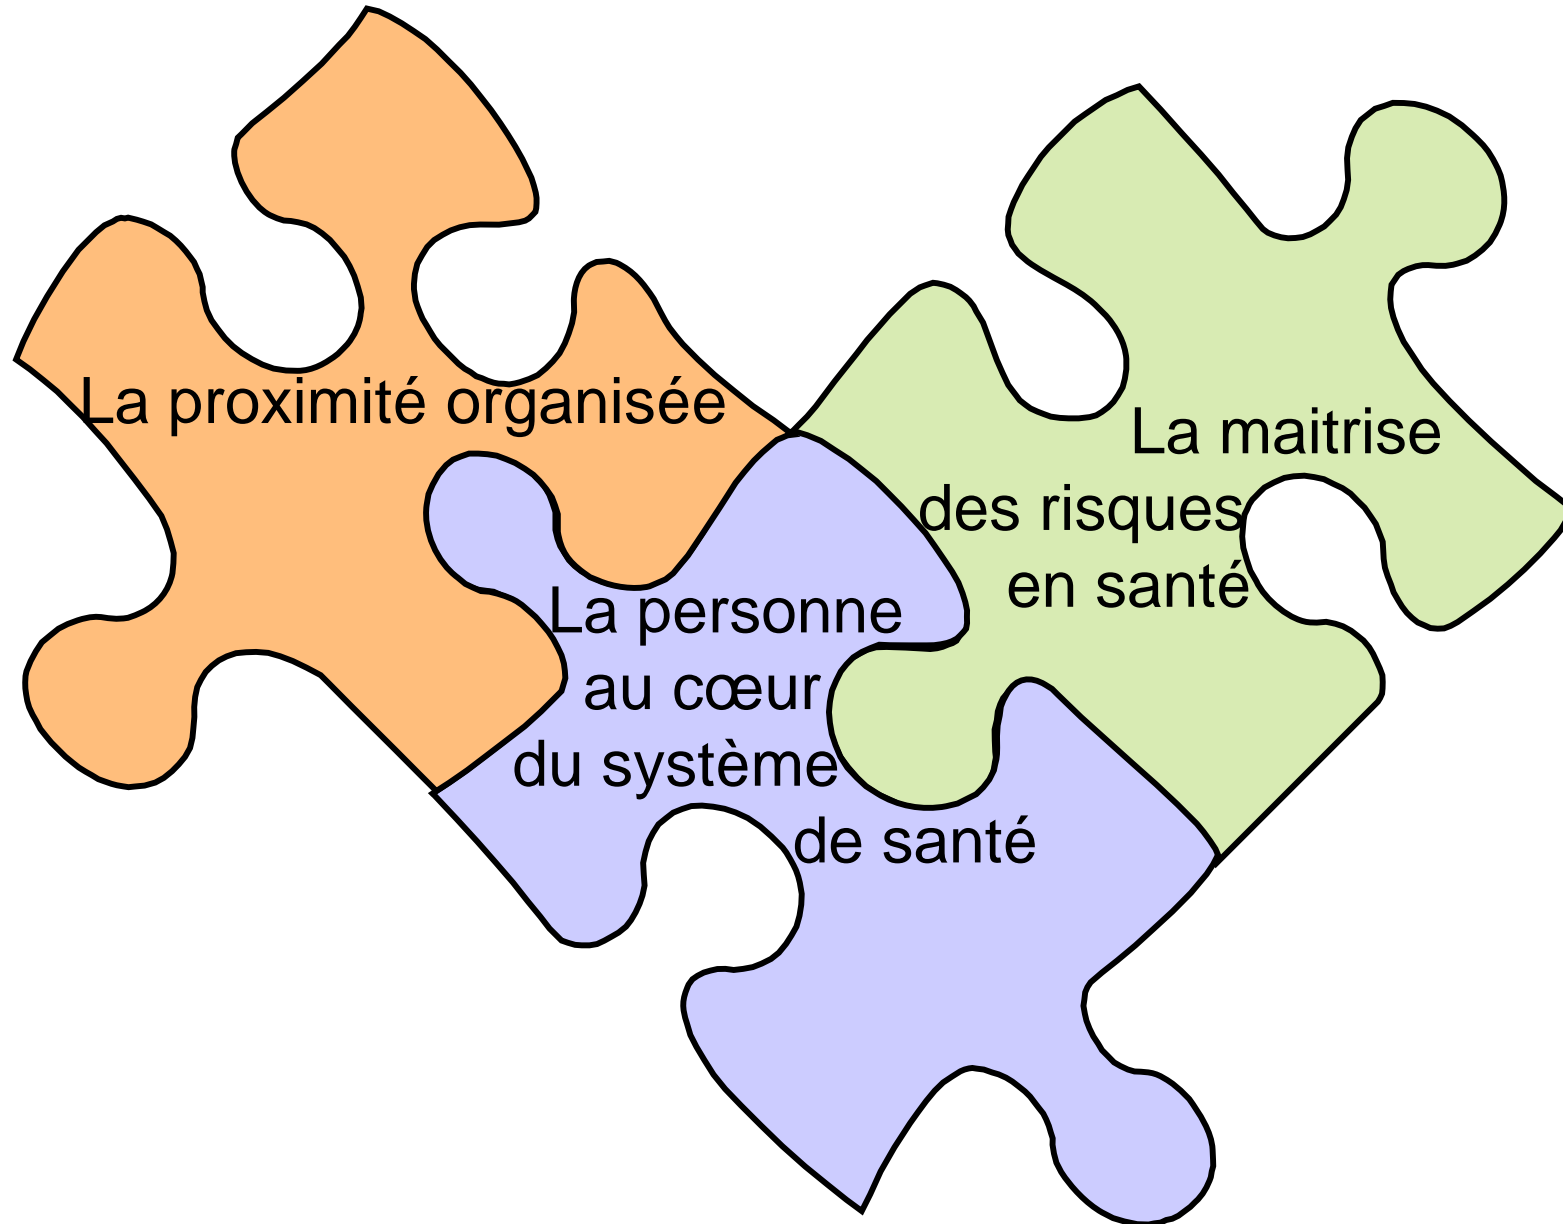 La proximité organisée
La maitrise
des risques
en santé
La personne
au cœur
du système
de santé